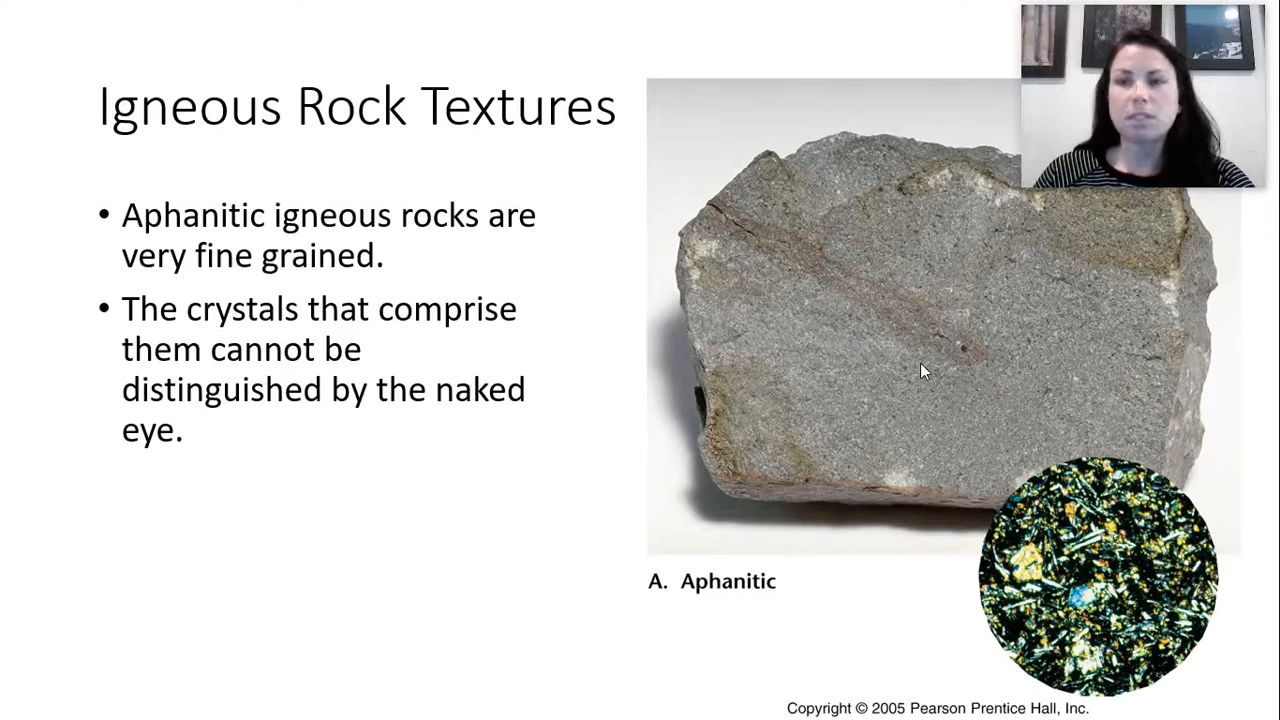 Igneous Rock Textures
• Aphanitic igneous rocks are
very fine grained.
• The crystals that comprise
them cannot be
distinguished by the naked
eye.
A. Aphanitic
Copyright © 2005 Pearson Prentice Hall, Inc.